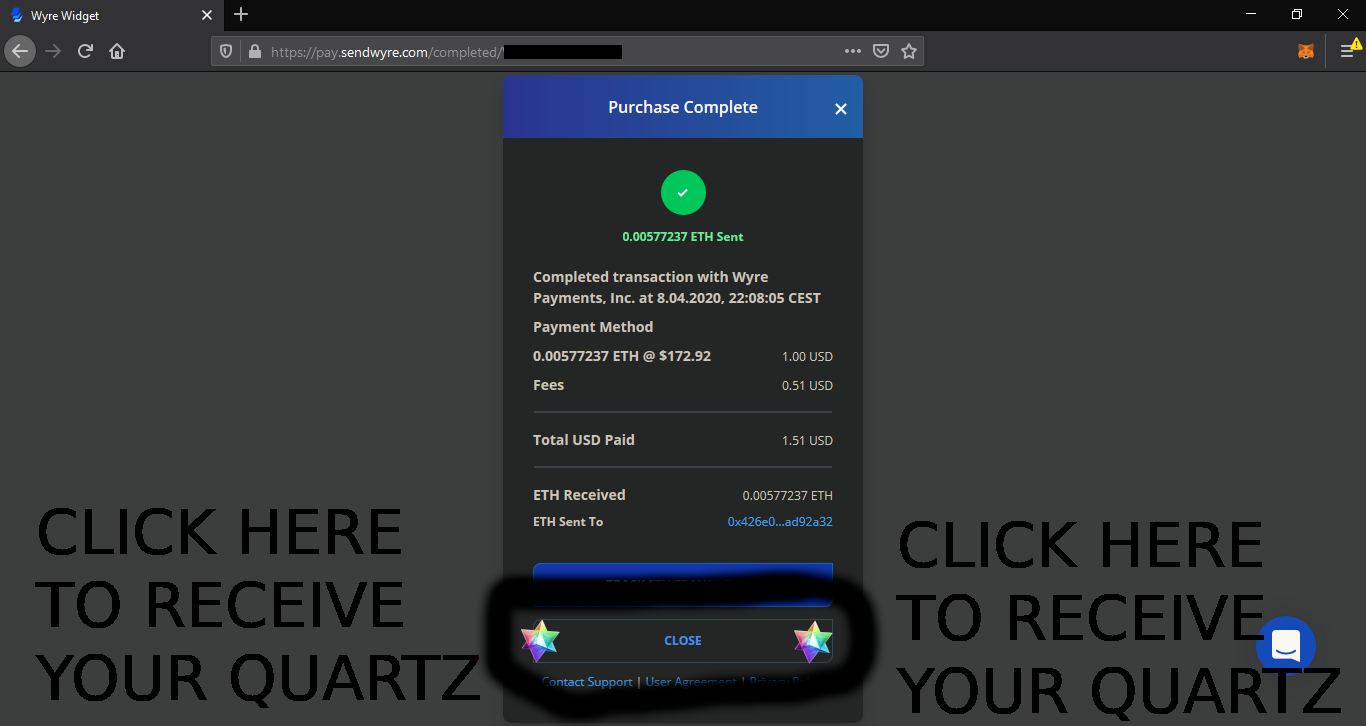 Wyre Widget
https://pay.sendwyre.com/completed/
Purchase Complete
0.00577237 ETH Sent
Completed transaction with Wyre
Payments, Inc. at 8.04.2020, 22:08:05 CEST
Payment Method
0.00577237 ETH @ $172.92 1.00 USD
Fees 0.51 USD
Total USD Paid 1.51 USD
ETH Received 0.00577237 ETH
ETH Sent To 0x426e0...ad92a32
CLOSE
Contact Support | User Agreement | Privacy
CLICK HERE
TO RECEIVE
YOUR QUARTZ
CLICK HERE
TO RECEIVE
YOUR QUARTZ